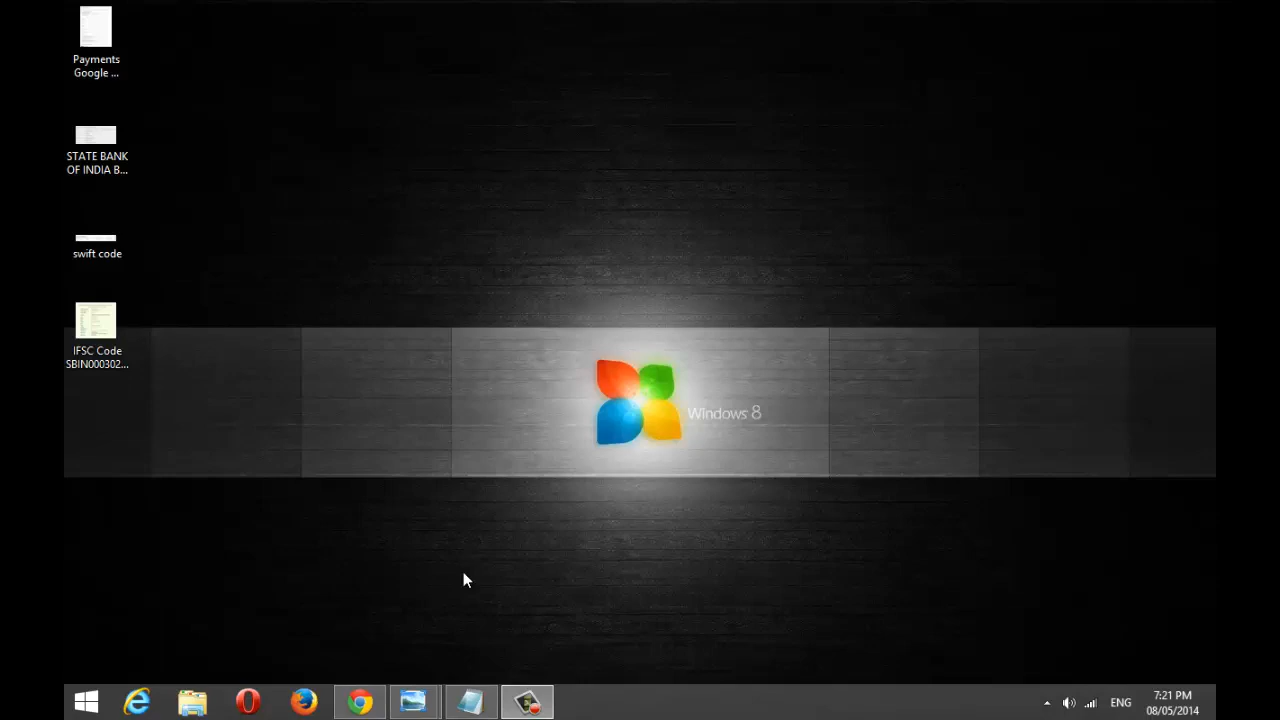 Payments
Google ...
STATE BANK
OF INDIA B...
swift code
IFSC Code
SBIN000302...
Windows 8
ENG
7:21 PM
08/05/2014